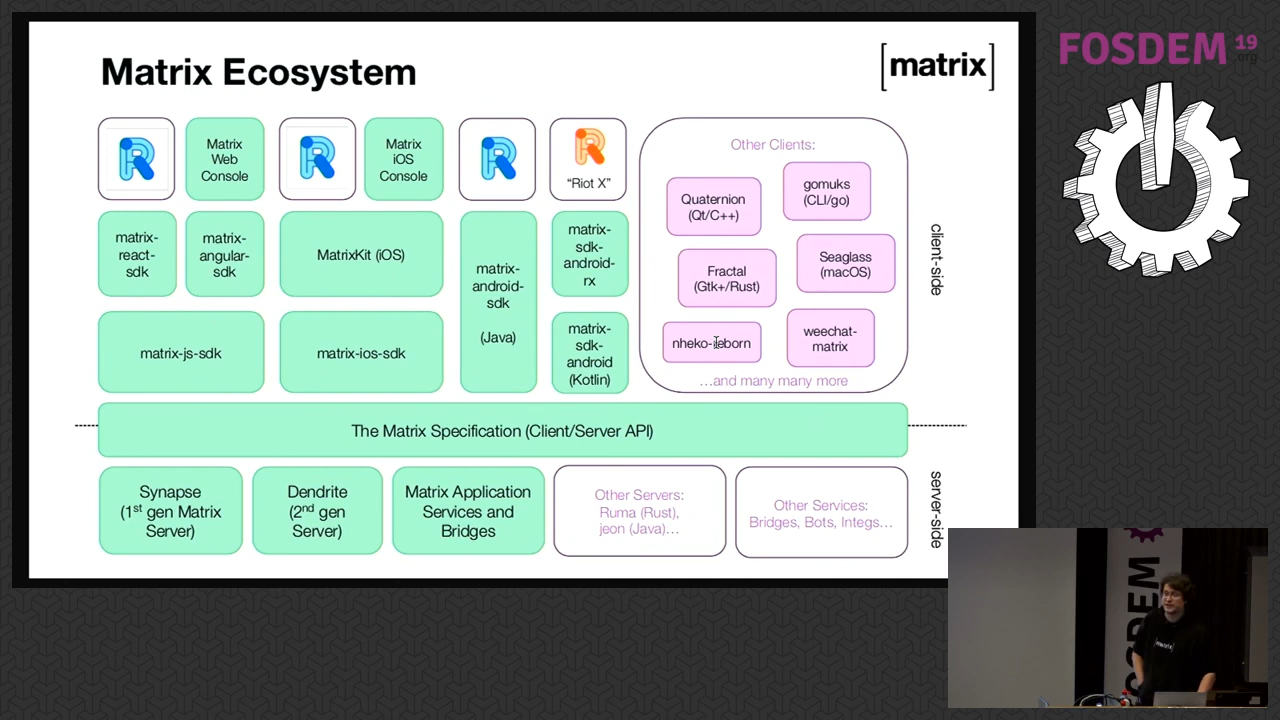 Matrix Ecosystem
[matrix]
FOSDEM 19
.org
Matrix
Web
Console
Matrix
iOS
Console
“Riot X”
Other Clients:
Quaternion
(Qt/C++)
gomuks
(CLI/go)
Fractal
(Gtk+/Rust)
Seaglass
(macOS)
nheko-reborn
weechat-
matrix
…and many many more
matrix-
react-
sdk
matrix-
angular-
sdk
MatrixKit (iOS)
matrix-
android-
sdk
(Java)
matrix-
sdk-
android-
rx
matrix-js-sdk
matrix-ios-sdk
matrix-
sdk-
android
(Kotlin)
client-side
The Matrix Specification (Client/Server API)
Synapse
(1st gen Matrix
Server)
Dendrite
(2nd gen
Server)
Matrix Application
Services and
Bridges
Other Servers:
Ruma (Rust),
jeon (Java)…
Other Services:
Bridges, Bots, Integs…
server-side
OSDEM
[matrix]